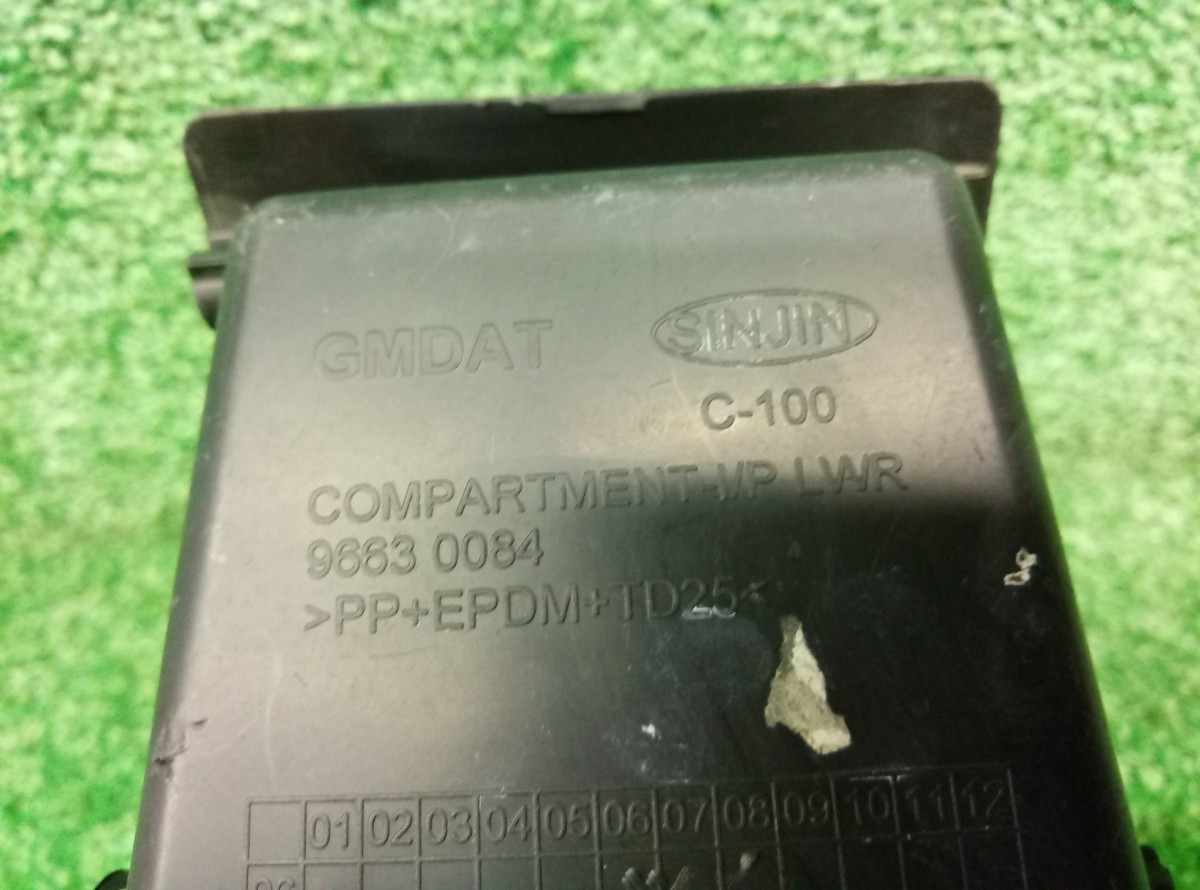 GMDAT
SINJIN
C-100
COMPARTMENT-I/P LWR
9663 0084
>PP+EPDM+TD25<
01 02 03 04 05 06 07 08 09 10 11 12
06